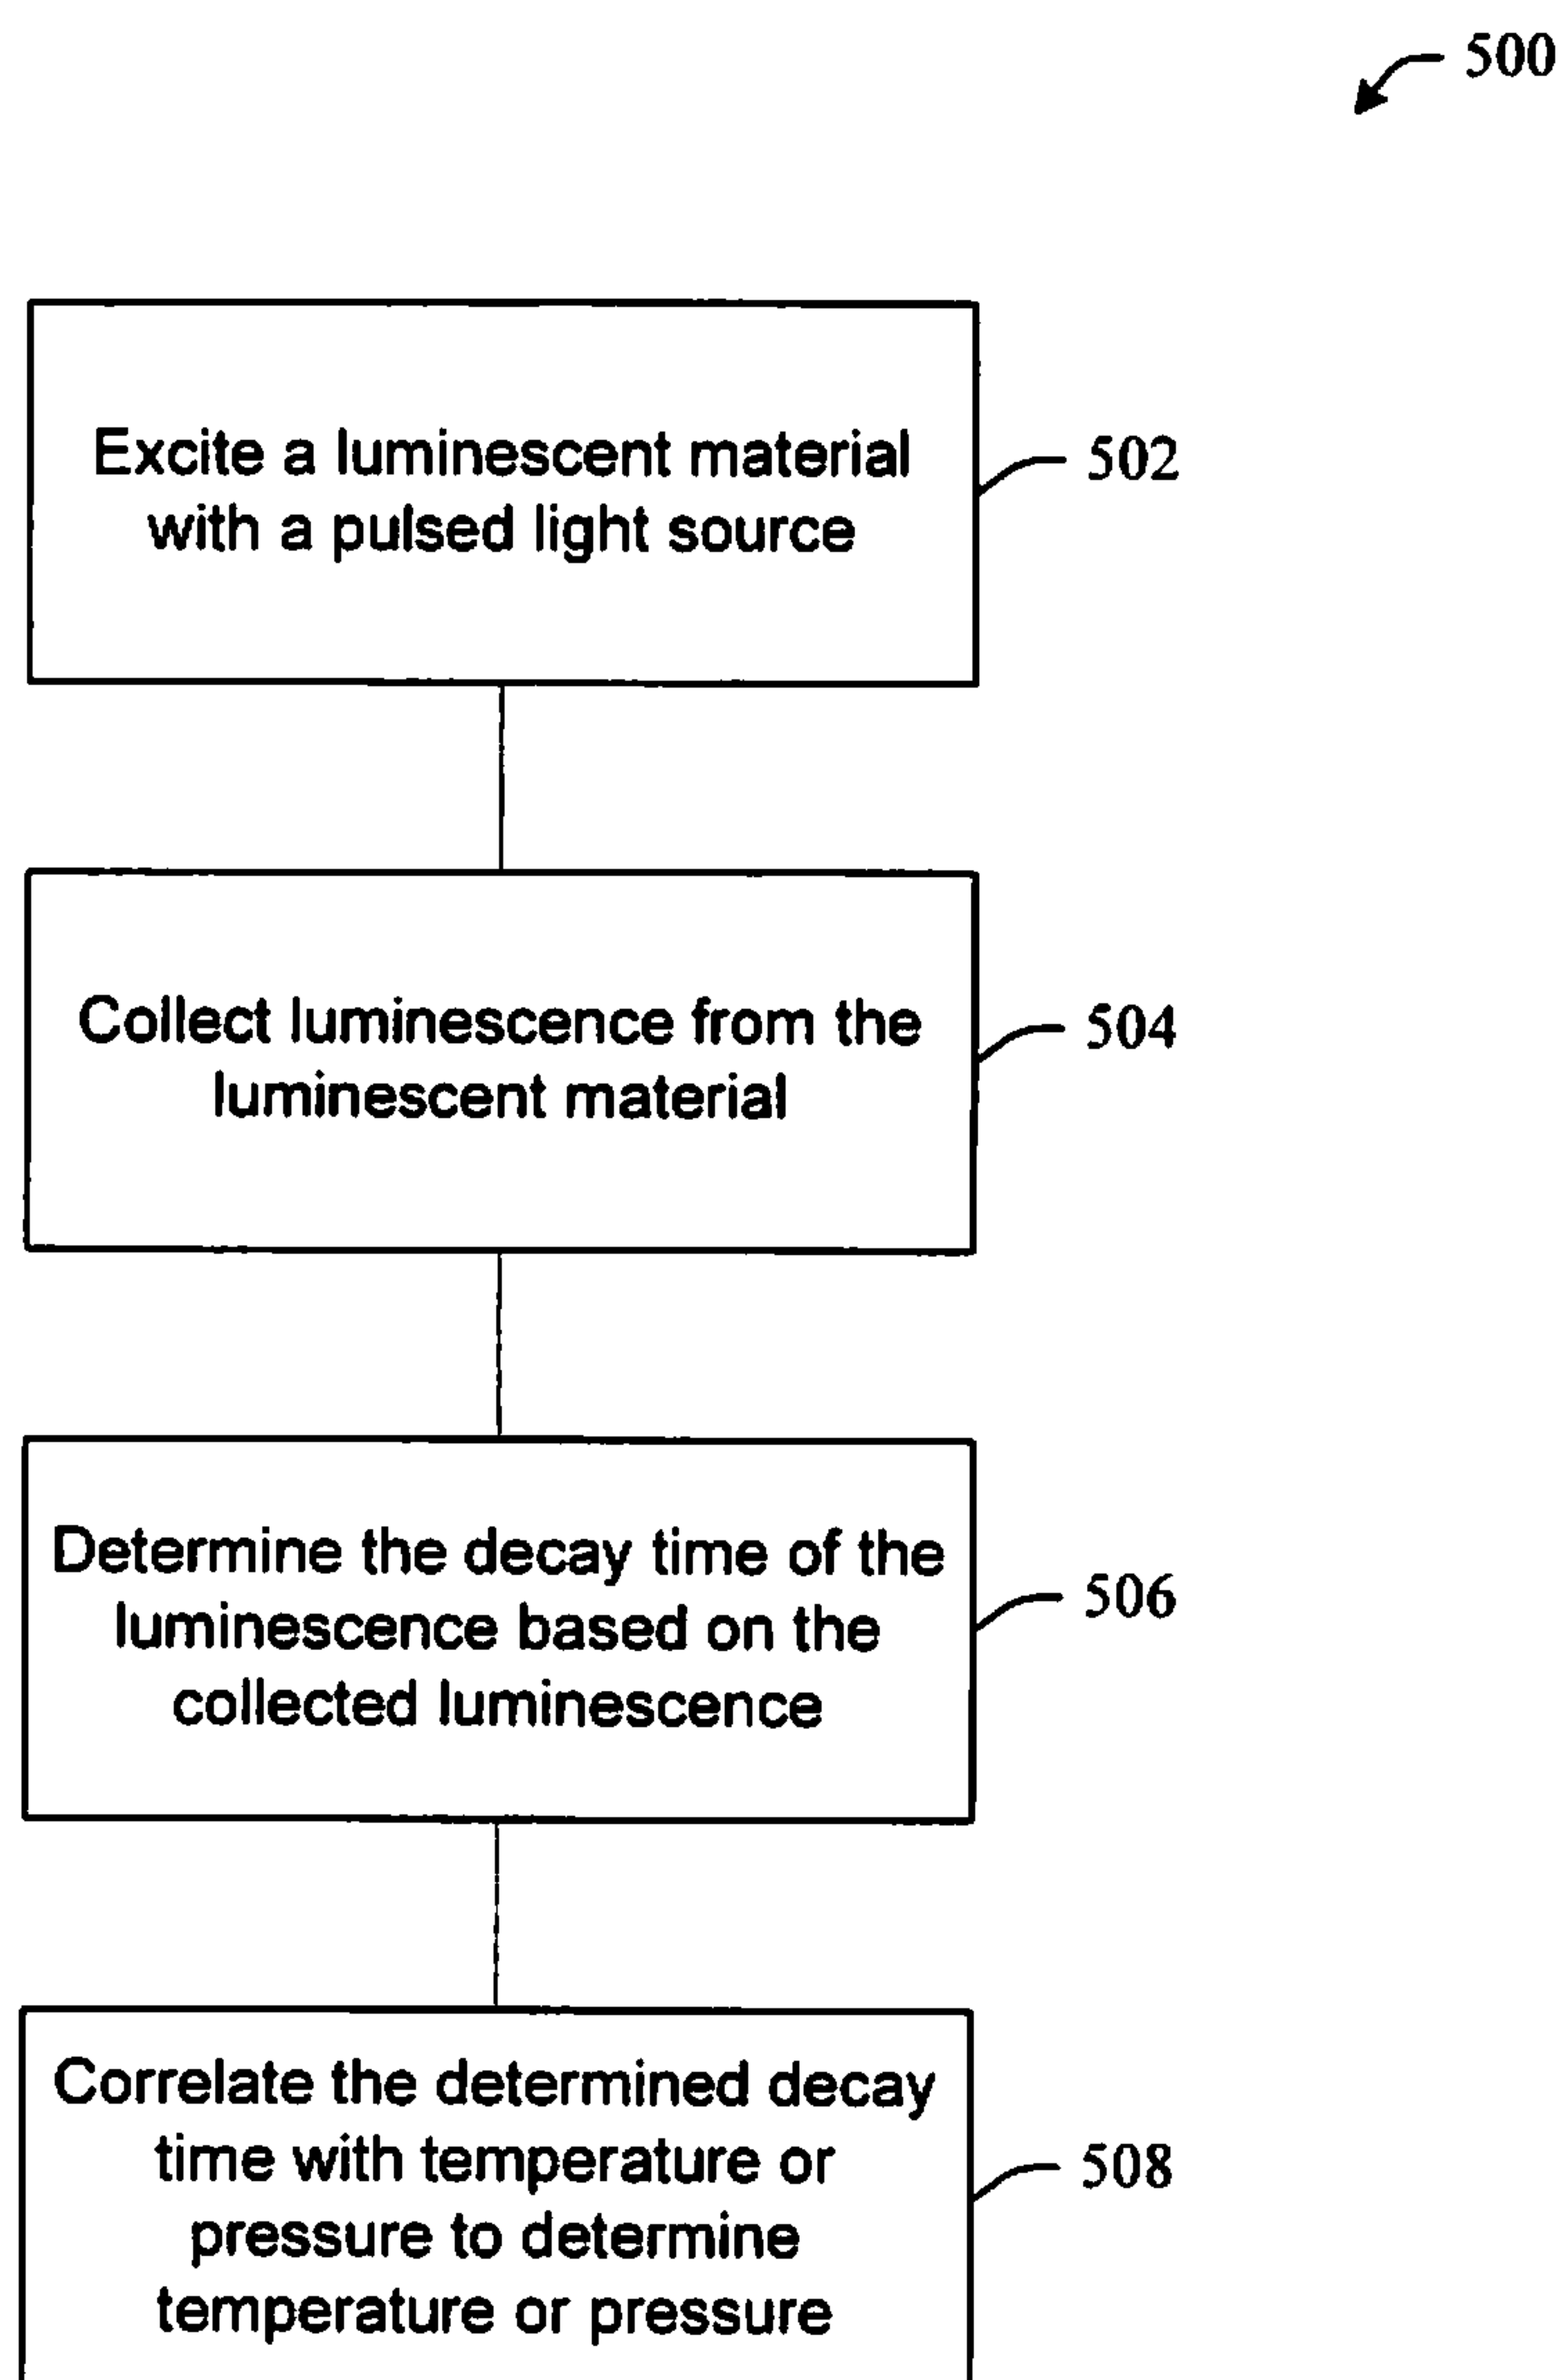 500
Excite a luminescent material
with a pulsed light source
502
Collect luminescence from the
luminescent material
504
Determine the decay time of the
luminescence based on the
collected luminescence
506
Correlate the determined decay
time with temperature or
pressure to determine
temperature or pressure
508